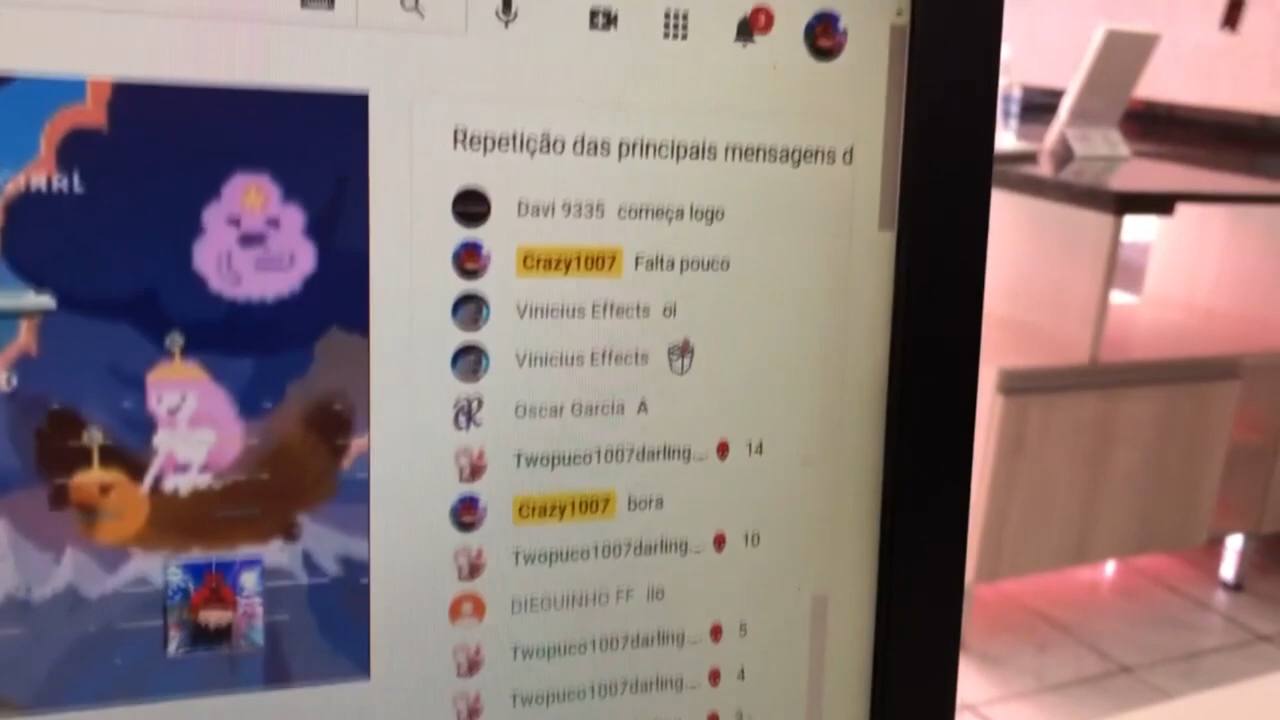 Repetição das principais mensagens d
Davi 9335 começa logo
Crazy1007 Falta pouco
Vinicius Effects oi
Vinicius Effects
Oscar Garcia A
Twopuco1007darling... 14
Crazy1007 bora
Twopuco1007darling... 10
DIEGUINHO FF
Twopuco1007darling... 5
Twopuco1007darling... 4